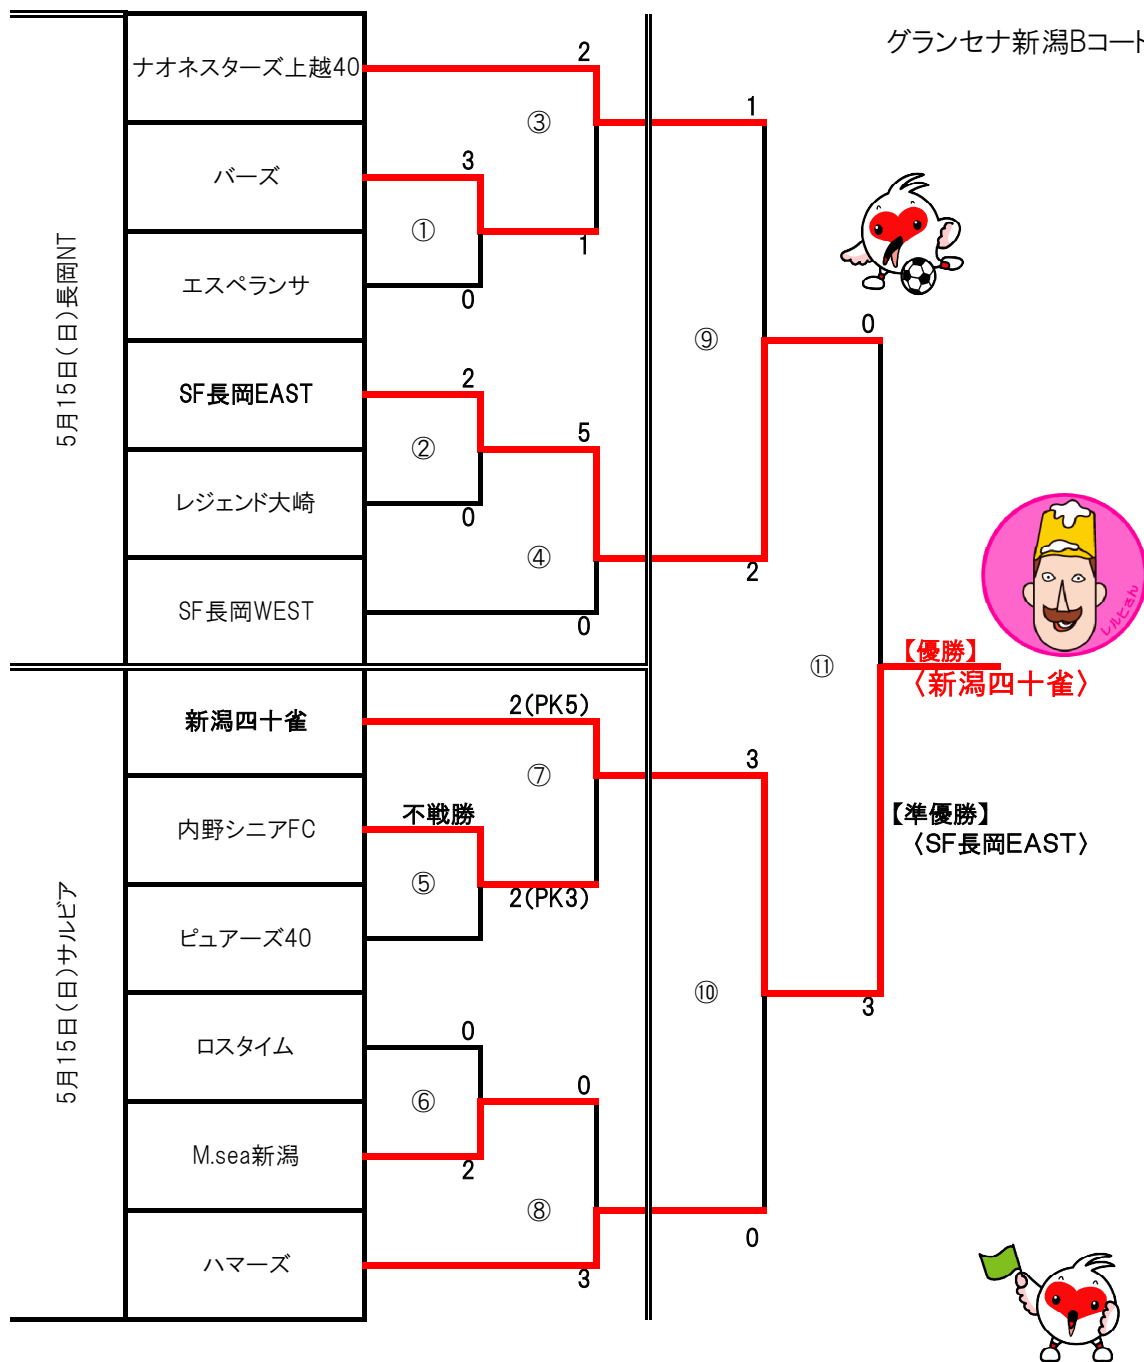 グランセナ新潟Bコート
5月15日(日)長岡NT
ナオネスターズ上越40
バーズ
エスペランサ
SF長岡EAST
レジェンド大崎
SF長岡WEST
2
③
1
3
①
0
1
2
②
0
5
④
0
⑨
2
0
⑪
【優勝】
〈新潟四十雀〉
レルヒさん
5月15日(日)サルビア
新潟四十雀
内野シニアFC
ピュアーズ40
ロスタイム
M.sea新潟
ハマーズ
2(PK5)
⑦
3
不戦勝
⑤
2(PK3)
【準優勝】
〈SF長岡EAST〉
⑩
3
0
⑥
2
0
⑧
3
0